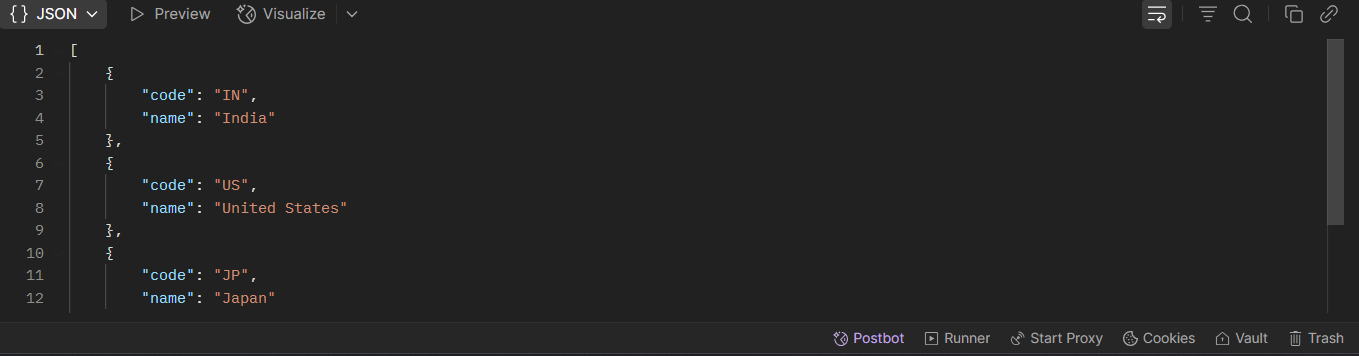 {} JSON Preview Visualize
1 [
2 {
3 "code": "IN",
4 "name": "India"
5 },
6 {
7 "code": "US",
8 "name": "United States"
9 },
10 {
11 "code": "JP",
12 "name": "Japan"
Postbot Runner Start Proxy Cookies Vault Trash